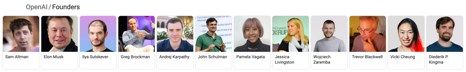 OpenAI / Founders
Sam Altman
Elon Musk
Ilya Sutskever
Greg Brockman
Andrej Karpathy
John Schulman
Pamela Vagata
Jessica
Livingston
Wojciech
Zaremba
Trevor Blackwell
Vicki Cheung
Diederik P.
Kingma